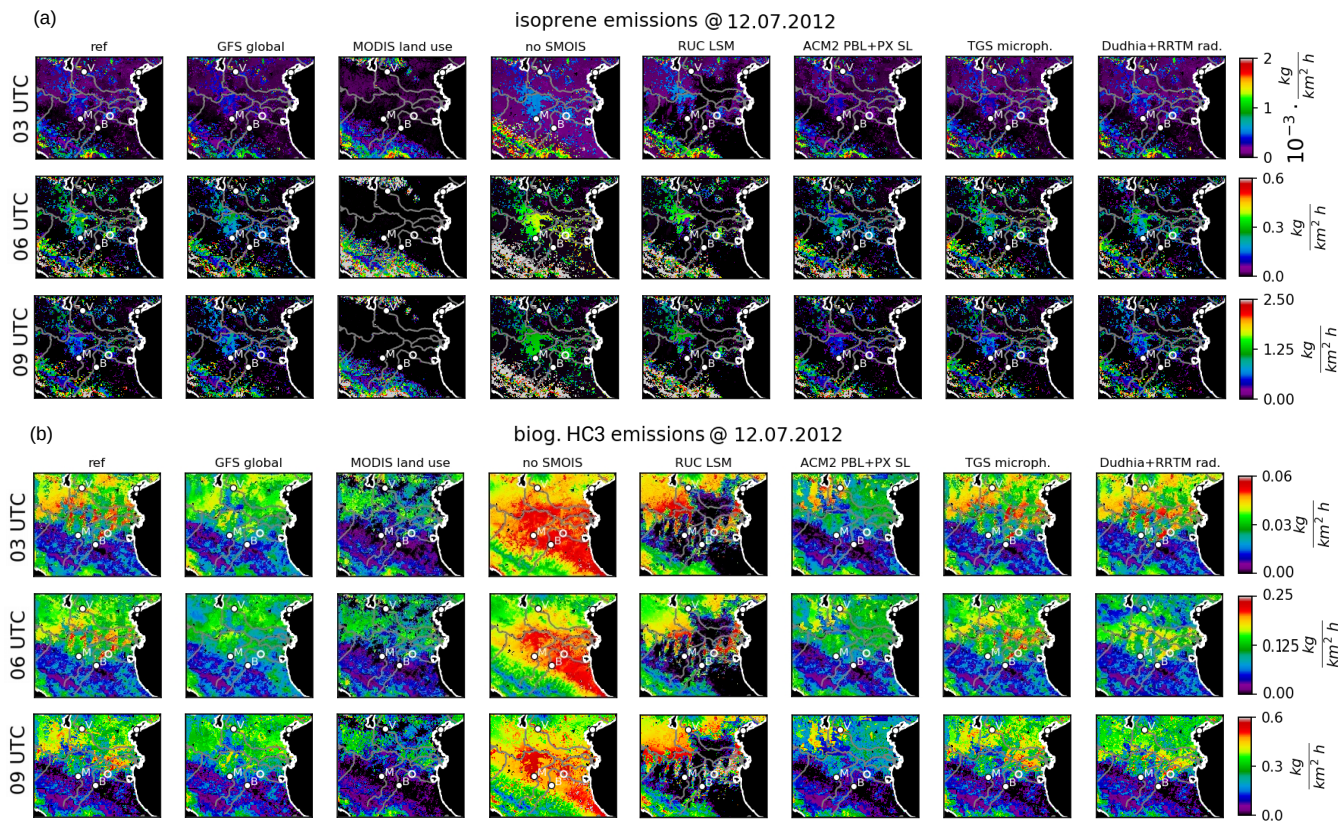 (a)
isoprene emissions @ 12.07.2012
ref GFS global MODIS land use no SMOIS RUC LSM ACM2 PBL+PX SL TGS microph. Dudhia+RRTM rad.
03 UTC
V V V V V V V V
M M M M M M M M
B B B B B B B B
2
1
0
10⁻³ · kg / km² h
06 UTC
V V V V V V V V
M M M M M M M M
B B B B B B B B
0.6
0.3
0.0
kg / km² h
09 UTC
V V V V V V V V
M M M M M M M M
B B B B B B B B
2.50
1.25
0.00
kg / km² h
(b)
biog. HC3 emissions @ 12.07.2012
ref GFS global MODIS land use no SMOIS RUC LSM ACM2 PBL+PX SL TGS microph. Dudhia+RRTM rad.
03 UTC
V V V V V V V V
M M M M M M M M
B B B B B B B B
0.06
0.03
0.00
kg / km² h
06 UTC
V V V V V V V V
M M M M M M M M
B B B B B B B B
0.25
0.125
0.00
kg / km² h
09 UTC
V V V V V V V V
M M M M M M M M
B B B B B B B B
0.6
0.3
0.0
kg / km² h